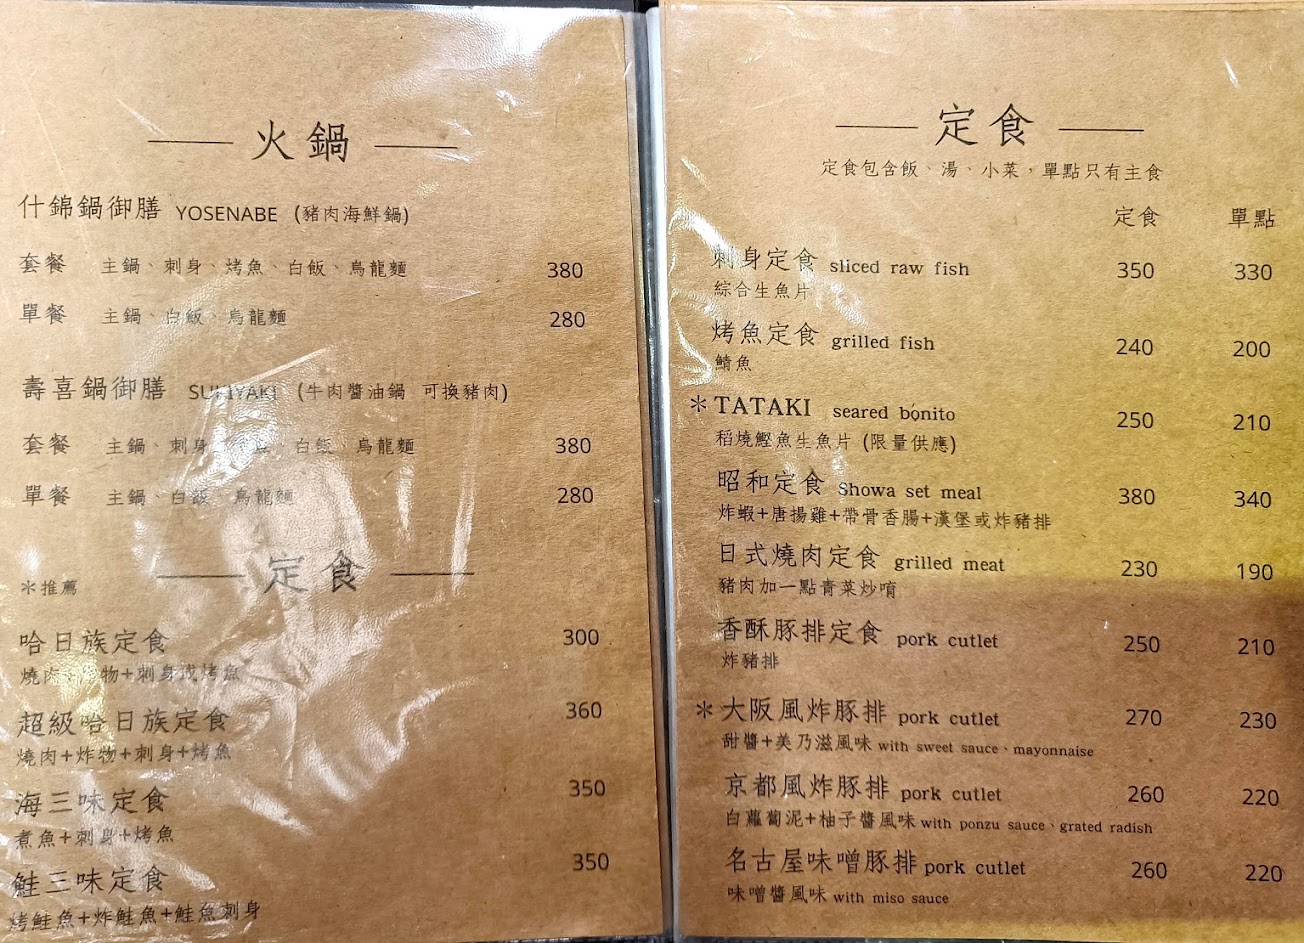 火鍋
什錦鍋御膳 YOSENABE (豬肉海鮮鍋)
套餐 主鍋、刺身、烤魚、白飯、烏龍麵 380
單餐 主鍋、白飯、烏龍麵 280
壽喜鍋御膳 SUKIYAKI (牛肉醬油鍋 可換豬肉)
套餐 主鍋、刺身、魚、白飯、烏龍麵 380
單餐 主鍋、白飯、烏龍麵 280
＊推薦 定食
哈日族定食 300
燒肉 物+刺身或烤魚
超級哈日族定食 360
燒肉+炸物+刺身+烤魚
海三味定食 350
煮魚+刺身+烤魚
鮭三味定食 350
烤鮭魚+炸鮭魚+鮭魚刺身
定食
定食包含飯、湯、小菜，單點只有主食
定食 單點
刺身定食 sliced raw fish 350 330
綜合生魚片
烤魚定食 grilled fish 240 200
鯖魚
＊TATAKI seared bonito 250 210
稻燒鰹魚生魚片 (限量供應)
昭和定食 Showa set meal 380 340
炸蝦+唐揚雞+帶骨香腸+漢堡或炸豬排
日式燒肉定食 grilled meat 230 190
豬肉加一點青菜炒唷
香酥豚排定食 pork cutlet 250 210
炸豬排
＊大阪風炸豚排 pork cutlet 270 230
甜醬+美乃滋風味 with sweet sauce、mayonnaise
京都風炸豚排 pork cutlet 260 220
白蘿蔔泥+柚子醬風味 with ponzu sauce、grated radish
名古屋味噌豚排 pork cutlet 260 220
味噌醬風味 with miso sauce